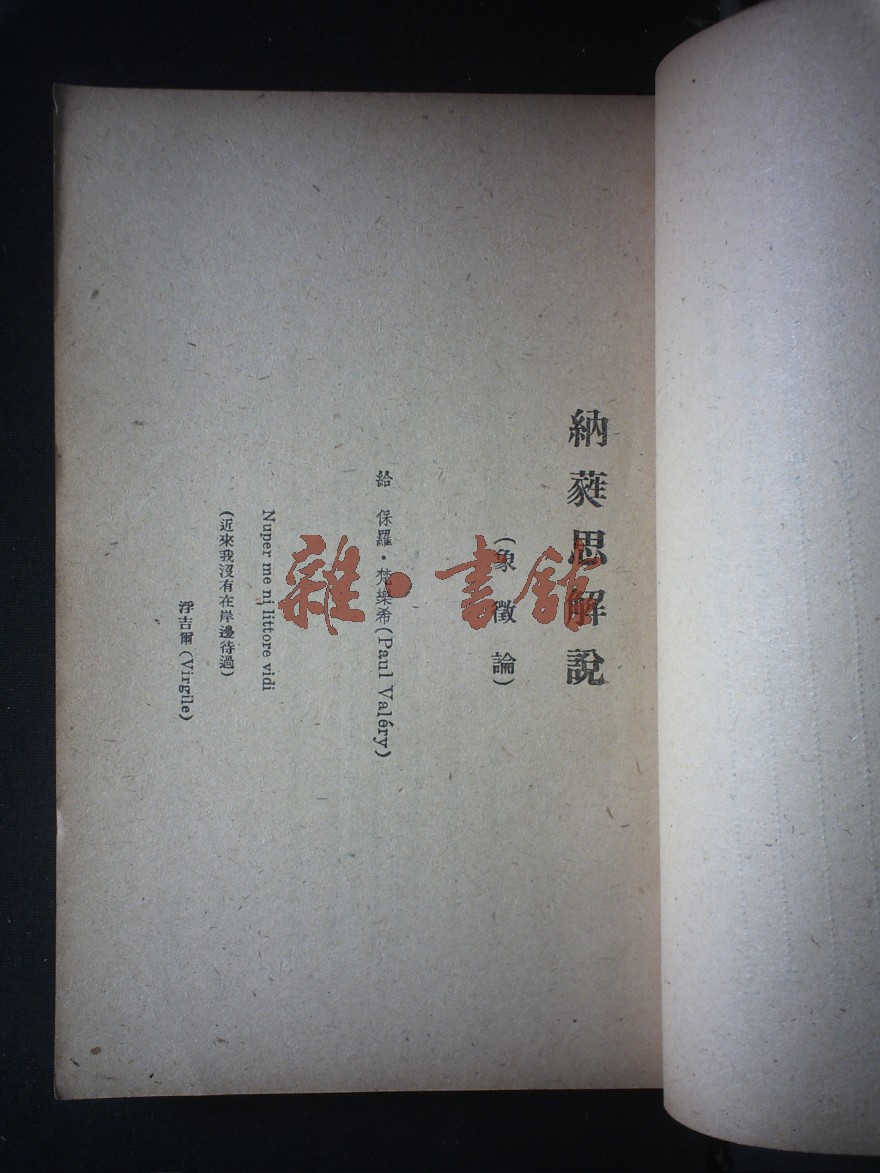 納蕤思解說
(象徵論)
給 保羅·梵樂希(Paul Valéry)
Nuper me ni littore vidi
(近來我沒有在岸邊待過)
浮吉爾(Virgile)
雜·書館